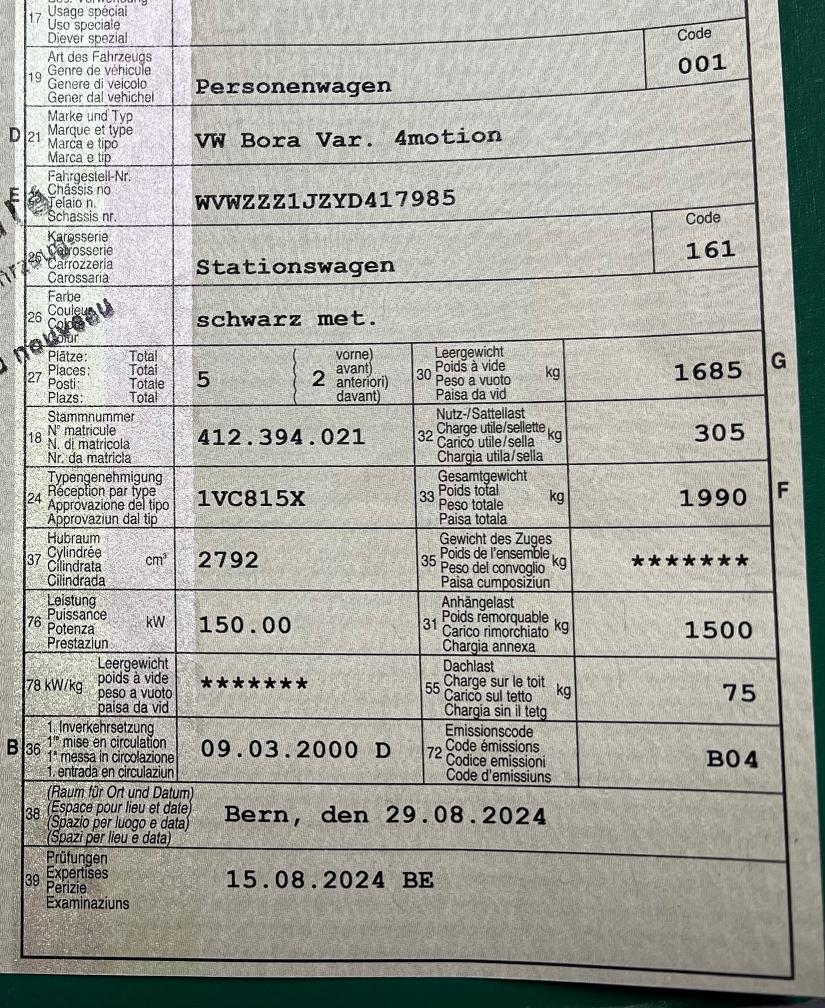 17 Usage spécial
Uso speciale
Diever spezial
19 Art des Fahrzeugs
Genre de véhicule
Genere di veicolo
Gener dal vehichel
Personenwagen
Code
001
D 21 Marke und Typ
Marque et type
Marca e tipo
Marca e tip
VW Bora Var. 4motion
E Fahrgestell-Nr.
Châssis no
Telaio n.
Schassis nr.
WVWZZZ1JZYD417985
25 Karosserie
Carrosserie
Carrozzeria
Carossaria
Stationswagen
Code
161
26 Farbe
Couleur
Colur
schwarz met.
nouveau
27 Plätze: Total
Places: Total
Posti: Totale
Plazs: Total
5
2
vorne)
avant)
anteriori)
davant)
30 Leergewicht
Poids à vide
Peso a vuoto
Paisa da vid
kg
1685
G
18 Stammnummer
N° matricule
N. di matricola
Nr. da matricla
412.394.021
32 Nutz-/Sattellast
Charge utile/sellette
Carico utile/sella
Chargia utila/sella
kg
305
24 Typengenehmigung
Réception par type
Approvazione del tipo
Approvaziun dal tip
1VC815X
33 Gesamtgewicht
Poids total
Peso totale
Paisa totala
kg
1990
F
37 Hubraum
Cylindrée
Cilindrata
Cilindrada
cm³
2792
35 Gewicht des Zuges
Poids de l'ensemble
Peso del convoglio
Paisa cumposiziun
kg
*******
76 Leistung
Puissance
Potenza
Prestaziun
kW
150.00
31 Anhängelast
Poids remorquable
Carico rimorchiato
Chargia annexa
kg
1500
78 kW/kg
Leergewicht
poids à vide
peso a vuoto
paisa da vid
*******
55 Dachlast
Charge sur le toit
Carico sul tetto
Chargia sin il tetg
kg
75
B 36 1. Inverkehrsetzung
1re mise en circulation
1a messa in circolazione
1. entrada en circulaziun
09.03.2000 D
72 Emissionscode
Code émissions
Codice emissioni
Code d'emissiuns
B04
38 (Raum für Ort und Datum)
(Espace pour lieu et date)
(Spazio per luogo e data)
(Spazi per lieu e data)
Bern, den 29.08.2024
39 Prüfungen
Expertises
Perizie
Examinaziuns
15.08.2024 BE